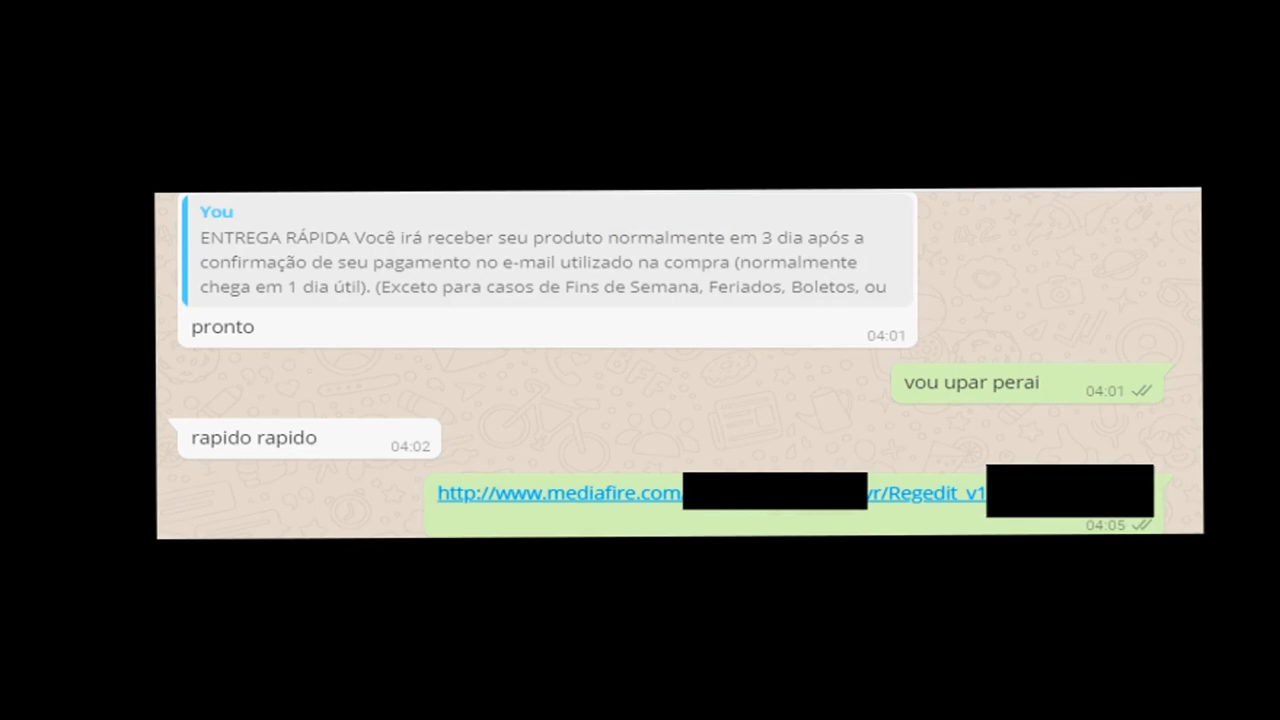 You
ENTREGA RÁPIDA Você irá receber seu produto normalmente em 3 dia após a
confirmação de seu pagamento no e-mail utilizado na compra (normalmente
chega em 1 dia útil). (Exceto para casos de Fins de Semana, Feriados, Boletos, ou
pronto
04:01
vou upar perai
04:01
rapido rapido
04:02
http://www.mediafire.com/ yr/Regedit_v1
04:05